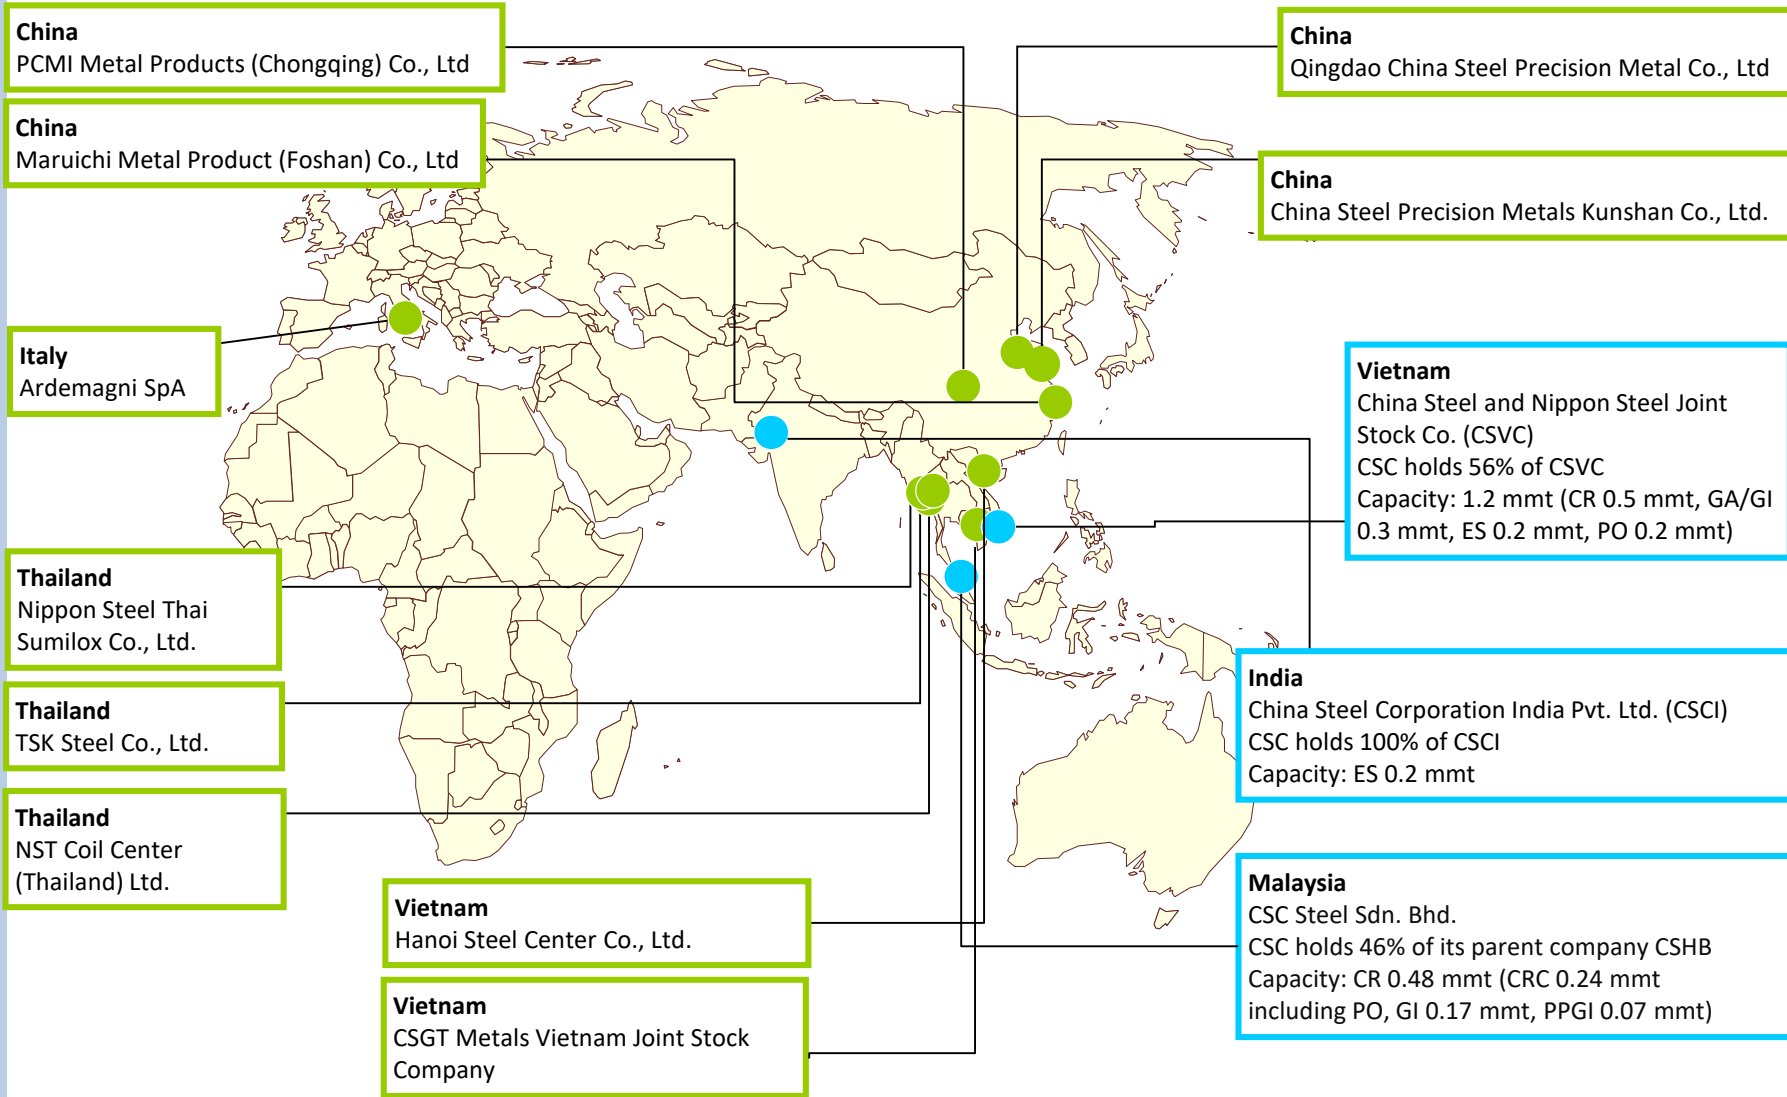 China
PCMI Metal Products (Chongqing) Co., Ltd
China
Maruichi Metal Product (Foshan) Co., Ltd
China
Qingdao China Steel Precision Metal Co., Ltd
China
China Steel Precision Metals Kunshan Co., Ltd.
Italy
Ardemagni SpA
Vietnam
China Steel and Nippon Steel Joint
Stock Co. (CSVC)
CSC holds 56% of CSVC
Capacity: 1.2 mmt (CR 0.5 mmt, GA/GI
0.3 mmt, ES 0.2 mmt, PO 0.2 mmt)
Thailand
Nippon Steel Thai
Sumilox Co., Ltd.
Thailand
TSK Steel Co., Ltd.
Thailand
NST Coil Center
(Thailand) Ltd.
India
China Steel Corporation India Pvt. Ltd. (CSCI)
CSC holds 100% of CSCI
Capacity: ES 0.2 mmt
Malaysia
CSC Steel Sdn. Bhd.
CSC holds 46% of its parent company CSHB
Capacity: CR 0.48 mmt (CRC 0.24 mmt
including PO, GI 0.17 mmt, PPGI 0.07 mmt)
Vietnam
Hanoi Steel Center Co., Ltd.
Vietnam
CSGT Metals Vietnam Joint Stock
Company